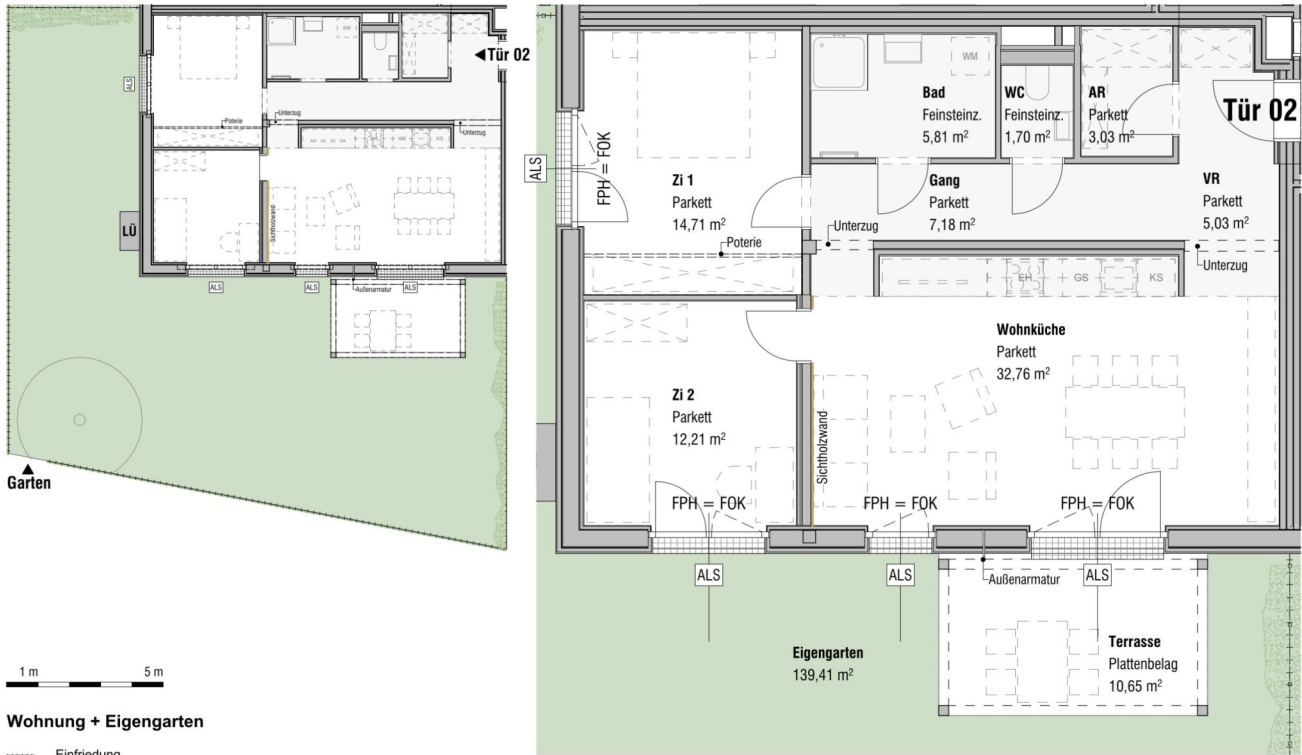 Tür 02
WM
ALS
Unterzug
Poterie
Unterzug
LÜ
Sichtholzwand
ALS
ALS
ALS
Außenarmatur
Garten
1 m
5 m
Wohnung + Eigengarten
Einfriedung
WM
Bad
Feinsteinz.
5,81 m²
WC
Feinsteinz.
1,70 m²
AR
Parkett
3,03 m²
Tür 02
ALS
FPH = FOK
Zi 1
Parkett
14,71 m²
Gang
Parkett
7,18 m²
VR
Parkett
5,03 m²
Unterzug
Poterie
Unterzug
EH
GS
KS
Wohnküche
Parkett
32,76 m²
Zi 2
Parkett
12,21 m²
Sichtholzwand
FPH = FOK
FPH = FOK
FPH = FOK
ALS
ALS
ALS
Außenarmatur
Eigengarten
139,41 m²
Terrasse
Plattenbelag
10,65 m²